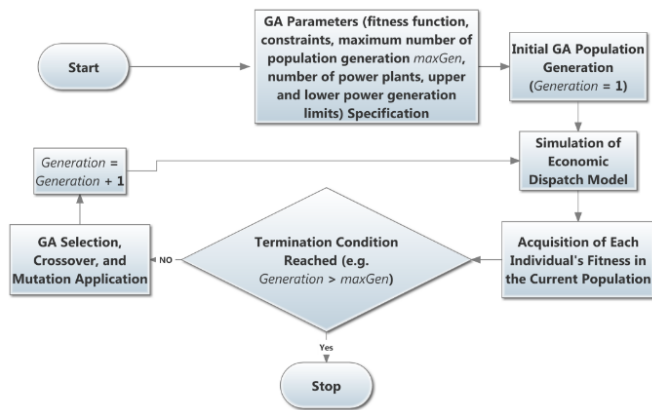 Start
GA Parameters (fitness function,
constraints, maximum number of
population generation maxGen,
number of power plants, upper
and lower power generation
limits) Specification
Initial GA Population
Generation
(Generation = 1)
Simulation of
Economic
Dispatch Model
Acquisition of Each
Individual's Fitness in
the Current Population
Termination Condition
Reached (e.g.
Generation > maxGen)
NO
GA Selection,
Crossover, and
Mutation Application
Generation =
Generation + 1
Yes
Stop